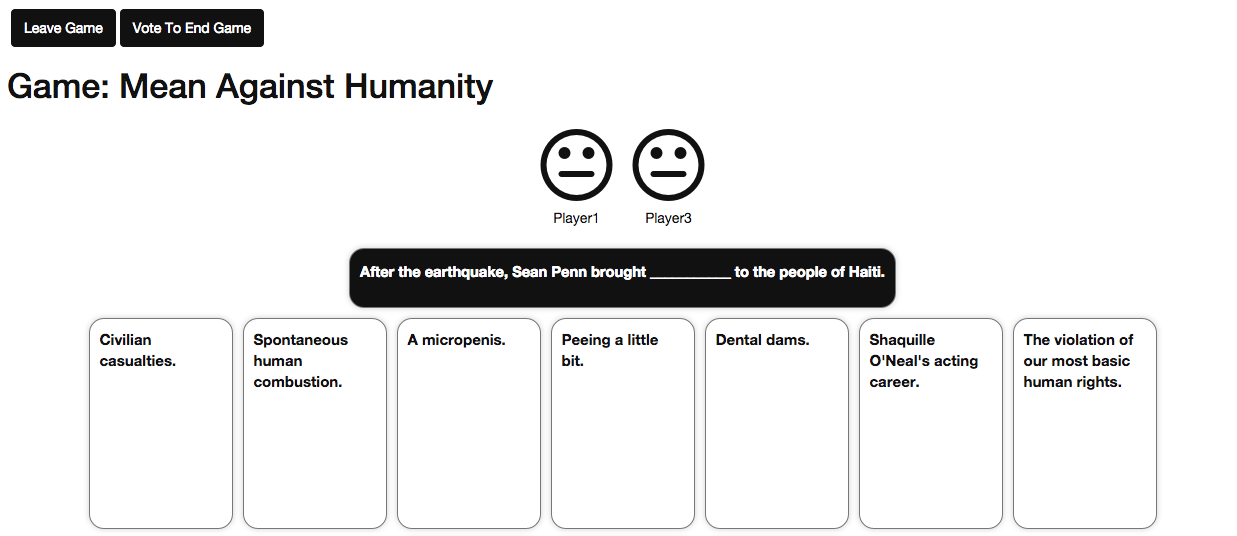 Leave Game
Vote To End Game
Game: Mean Against Humanity
Player1
Player3
After the earthquake, Sean Penn brought ___________ to the people of Haiti.
Civilian
casualties.
Spontaneous
human
combustion.
A micropenis.
Peeing a little
bit.
Dental dams.
Shaquille
O'Neal's acting
career.
The violation of
our most basic
human rights.